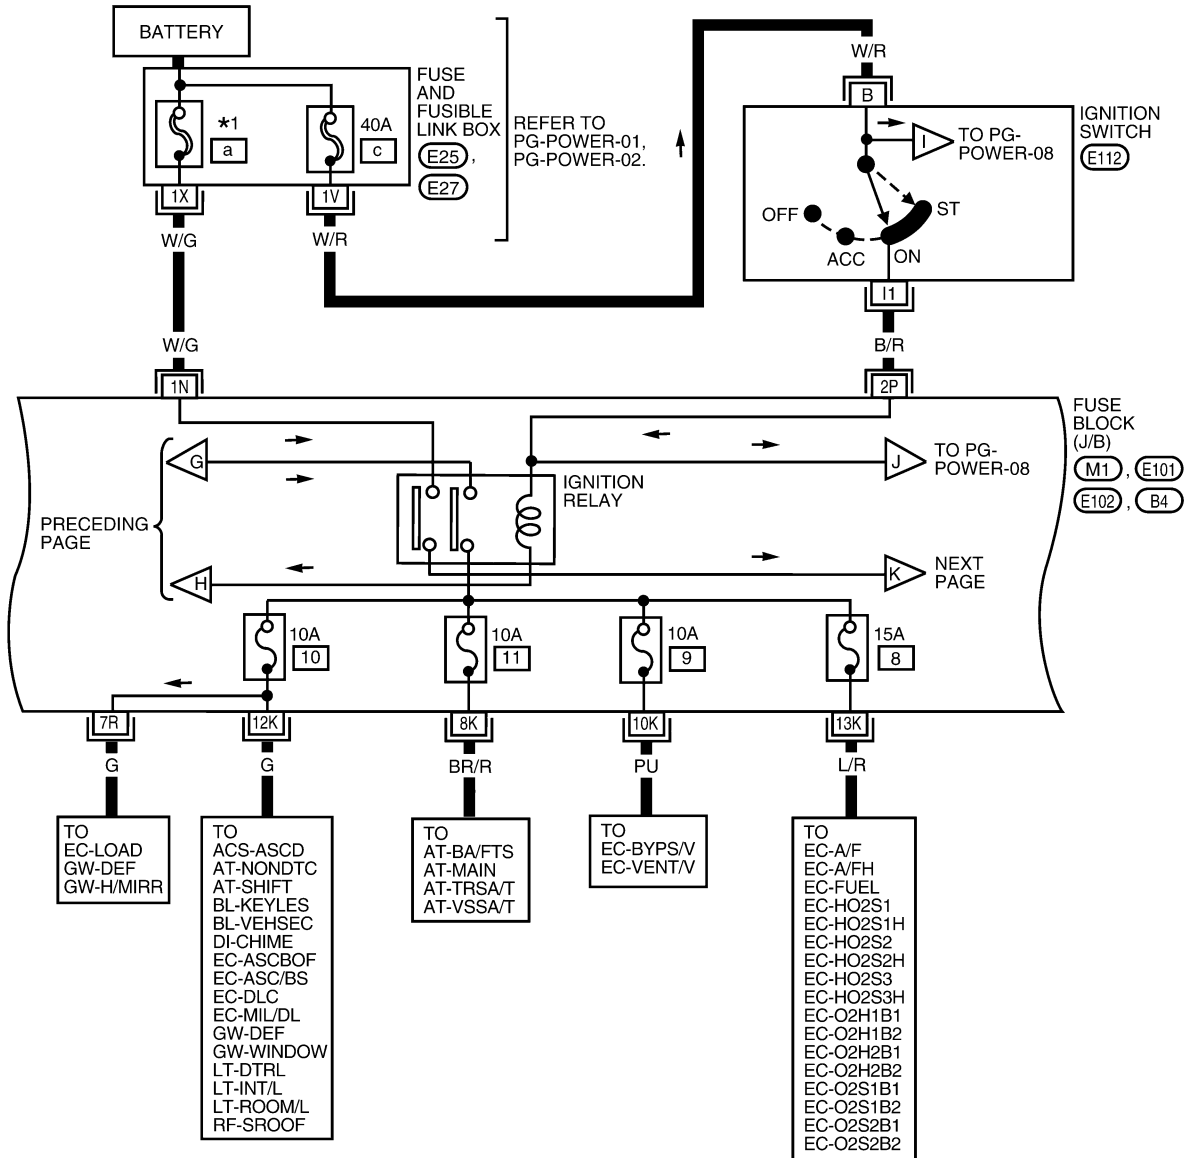 BATTERY
FUSE
AND
FUSIBLE
LINK BOX
E25 ,
E27
*1
a
40A
c
1X
1V
W/G
W/R
REFER TO
PG-POWER-01,
PG-POWER-02.
W/R
B
IGNITION
SWITCH
E112
I
TO PG-
POWER-08
OFF
ACC
ON
ST
I1
B/R
W/G
1N
2P
FUSE
BLOCK
(J/B)
M1 , E101
E102 , B4
G
J
TO PG-
POWER-08
IGNITION
RELAY
PRECEDING
PAGE
H
K
NEXT
PAGE
10A
10
10A
11
10A
9
15A
8
7R
12K
8K
10K
13K
G
G
BR/R
PU
L/R
TO
EC-LOAD
GW-DEF
GW-H/MIRR
TO
ACS-ASCD
AT-NONDTC
AT-SHIFT
BL-KEYLES
BL-VEHSEC
DI-CHIME
EC-ASCBOF
EC-ASC/BS
EC-DLC
EC-MIL/DL
GW-DEF
GW-WINDOW
LT-DTRL
LT-INT/L
LT-ROOM/L
RF-SROOF
TO
AT-BA/FTS
AT-MAIN
AT-TRSA/T
AT-VSSA/T
TO
EC-BYPS/V
EC-VENT/V
TO
EC-A/F
EC-A/FH
EC-FUEL
EC-HO2S1
EC-HO2S1H
EC-HO2S2
EC-HO2S2H
EC-HO2S3
EC-HO2S3H
EC-O2H1B1
EC-O2H1B2
EC-O2H2B1
EC-O2H2B2
EC-O2S1B1
EC-O2S1B2
EC-O2S2B1
EC-O2S2B2